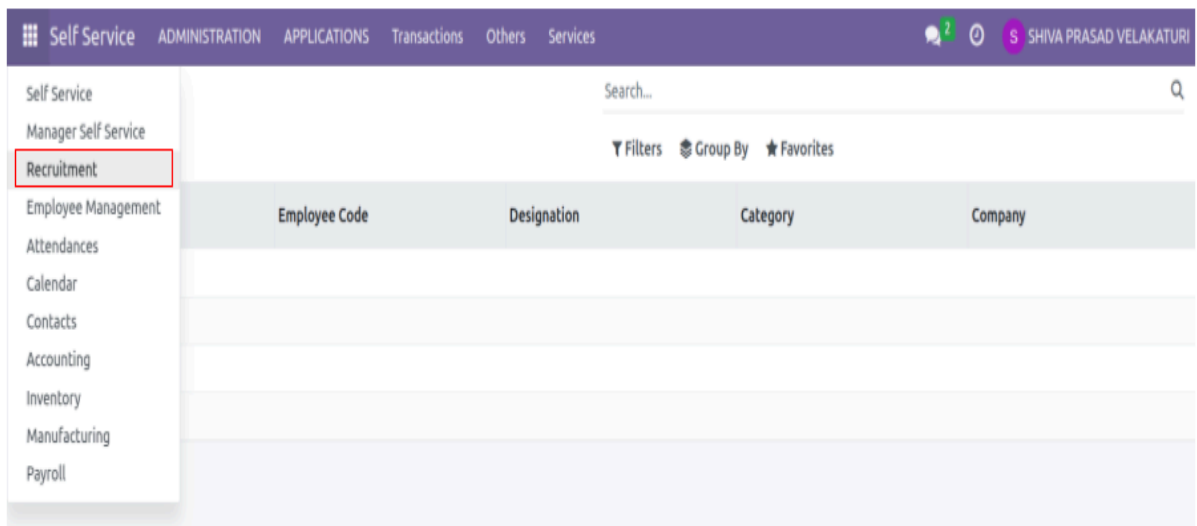 Self Service ADMINISTRATION APPLICATIONS Transactions Others Services 2 S SHIVA PRASAD VELAKATURI
Self Service
Search...
Manager Self Service
Filters Group By Favorites
Recruitment
Employee Management
Employee Code Designation Category Company
Attendances
Calendar
Contacts
Accounting
Inventory
Manufacturing
Payroll